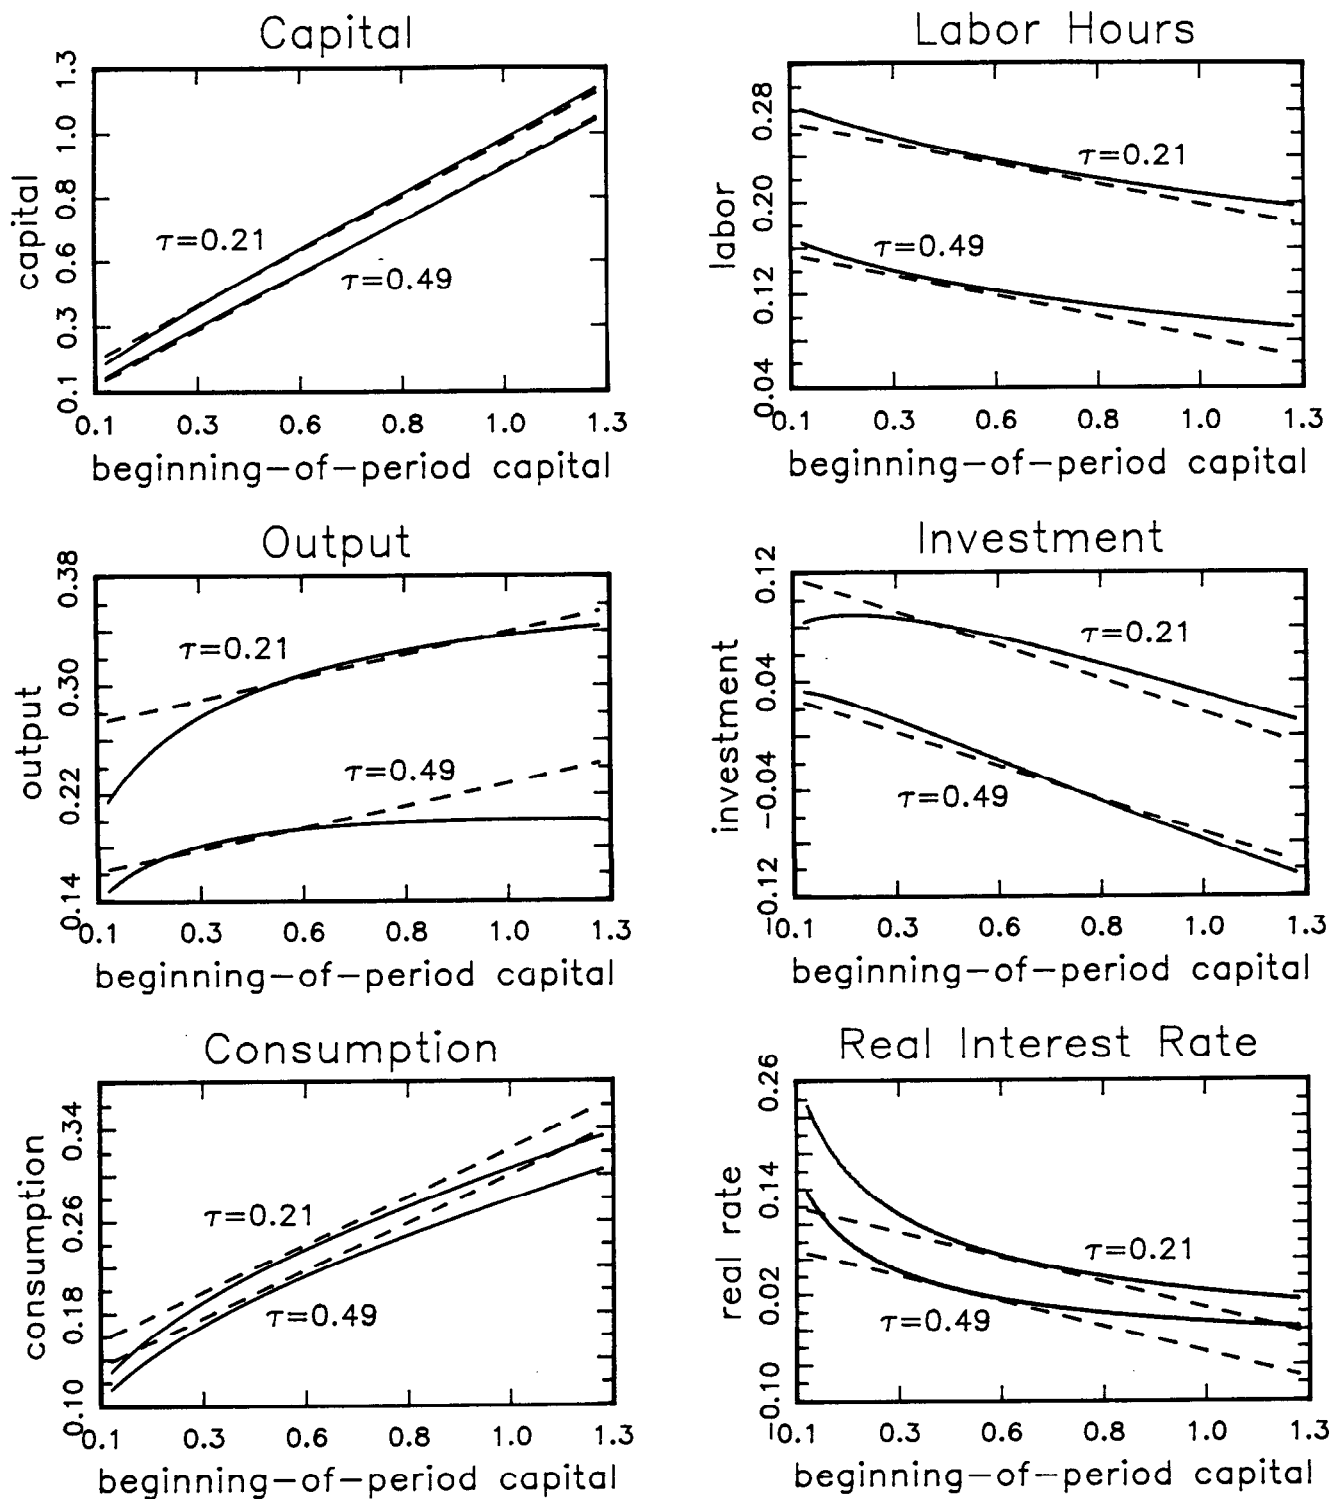 Capital
capital
1.3
1.0
0.8
0.6
0.3
0.1
τ=0.21
τ=0.49
0.1 0.3 0.6 0.8 1.0 1.3
beginning-of-period capital
Labor Hours
labor
0.28
0.20
0.12
0.04
τ=0.21
τ=0.49
0.1 0.3 0.6 0.8 1.0 1.3
beginning-of-period capital
Output
output
0.38
0.30
0.22
0.14
τ=0.21
τ=0.49
0.1 0.3 0.6 0.8 1.0 1.3
beginning-of-period capital
Investment
investment
0.12
0.04
-0.04
-0.12
τ=0.21
τ=0.49
0.1 0.3 0.6 0.8 1.0 1.3
beginning-of-period capital
Consumption
consumption
0.34
0.26
0.18
0.10
τ=0.21
τ=0.49
0.1 0.3 0.6 0.8 1.0 1.3
beginning-of-period capital
Real Interest Rate
real rate
0.26
0.14
0.02
-0.10
τ=0.21
τ=0.49
0.1 0.3 0.6 0.8 1.0 1.3
beginning-of-period capital